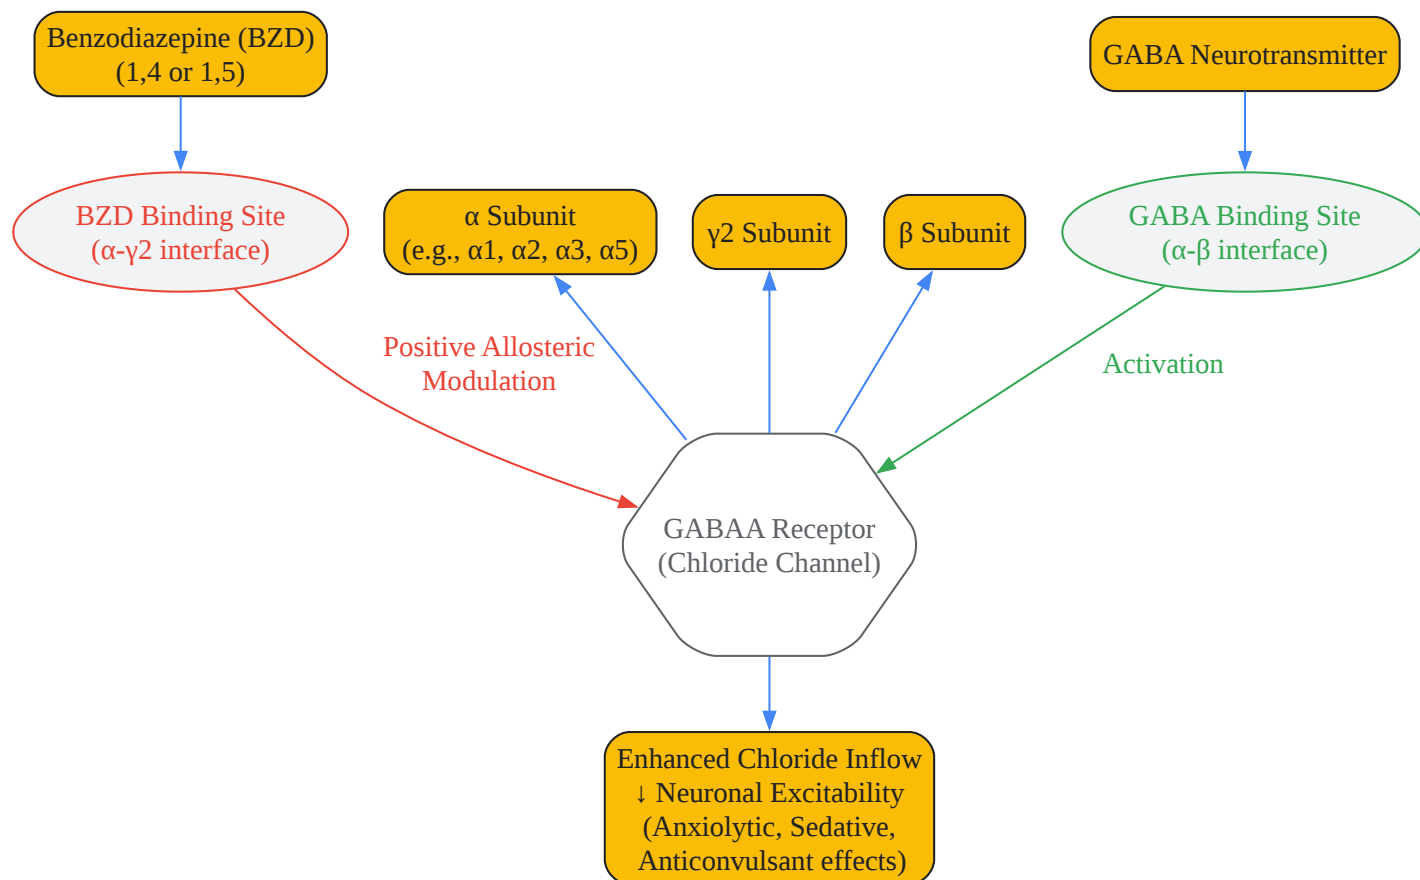 Benzodiazepine (BZD)
(1,4 or 1,5)
GABA Neurotransmitter
BZD Binding Site
(α-γ2 interface)
α Subunit
(e.g., α1, α2, α3, α5)
γ2 Subunit
β Subunit
GABA Binding Site
(α-β interface)
Positive Allosteric
Modulation
Activation
GABAA Receptor
(Chloride Channel)
Enhanced Chloride Inflow
↓ Neuronal Excitability
(Anxiolytic, Sedative,
Anticonvulsant effects)